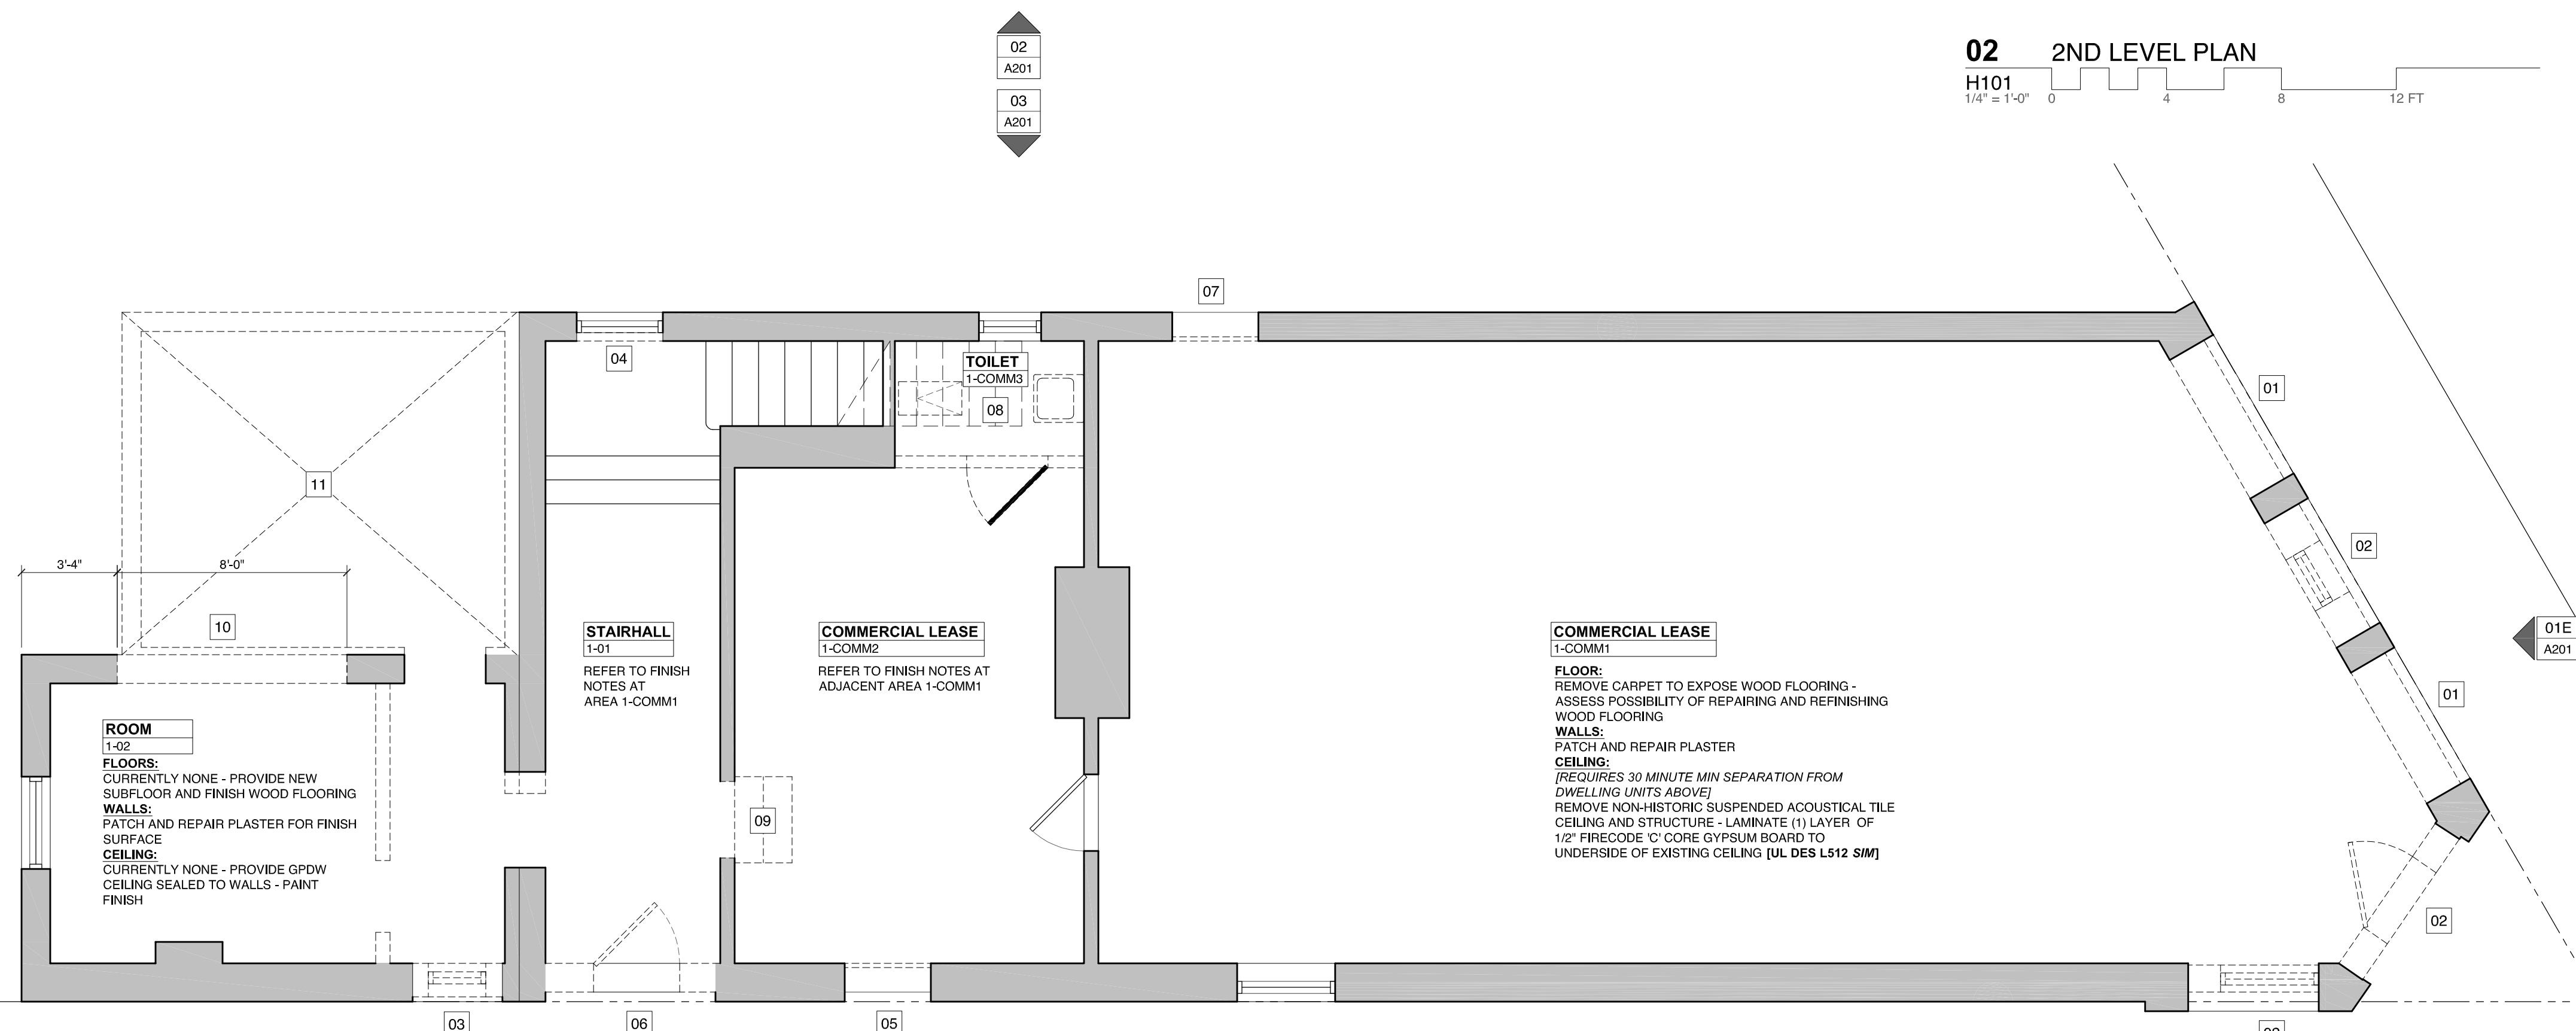 02
A201
03
A201
02 2ND LEVEL PLAN
H101
1/4" = 1'-0" 0 4 8 12 FT
07
04
TOILET
1-COMM3
08
01
11
02
3'-4" 8'-0"
10
01E
A201
01
STAIRHALL
1-01
REFER TO FINISH
NOTES AT
AREA 1-COMM1
COMMERCIAL LEASE
1-COMM2
REFER TO FINISH NOTES AT
ADJACENT AREA 1-COMM1
COMMERCIAL LEASE
1-COMM1
FLOOR:
REMOVE CARPET TO EXPOSE WOOD FLOORING -
ASSESS POSSIBILITY OF REPAIRING AND REFINISHING
WOOD FLOORING
WALLS:
PATCH AND REPAIR PLASTER
CEILING:
[REQUIRES 30 MINUTE MIN SEPARATION FROM
DWELLING UNITS ABOVE]
REMOVE NON-HISTORIC SUSPENDED ACOUSTICAL TILE
CEILING AND STRUCTURE - LAMINATE (1) LAYER OF
1/2" FIRECODE 'C' CORE GYPSUM BOARD TO
UNDERSIDE OF EXISTING CEILING [UL DES L512 SIM]
ROOM
1-02
FLOORS:
CURRENTLY NONE - PROVIDE NEW
SUBFLOOR AND FINISH WOOD FLOORING
WALLS:
PATCH AND REPAIR PLASTER FOR FINISH
SURFACE
CEILING:
CURRENTLY NONE - PROVIDE GPDW
CEILING SEALED TO WALLS - PAINT
FINISH
09
02
03
06
05